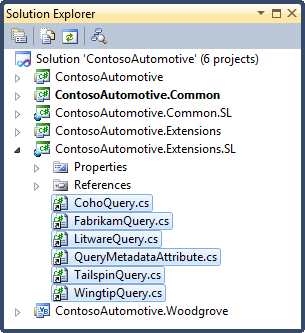 Solution Explorer
Solution 'ContosoAutomotive' (6 projects)
ContosoAutomotive
ContosoAutomotive.Common
ContosoAutomotive.Common.SL
ContosoAutomotive.Extensions
ContosoAutomotive.Extensions.SL
Properties
References
CohoQuery.cs
FabrikamQuery.cs
LitwareQuery.cs
QueryMetadataAttribute.cs
TailspinQuery.cs
WingtipQuery.cs
ContosoAutomotive.Woodgrove